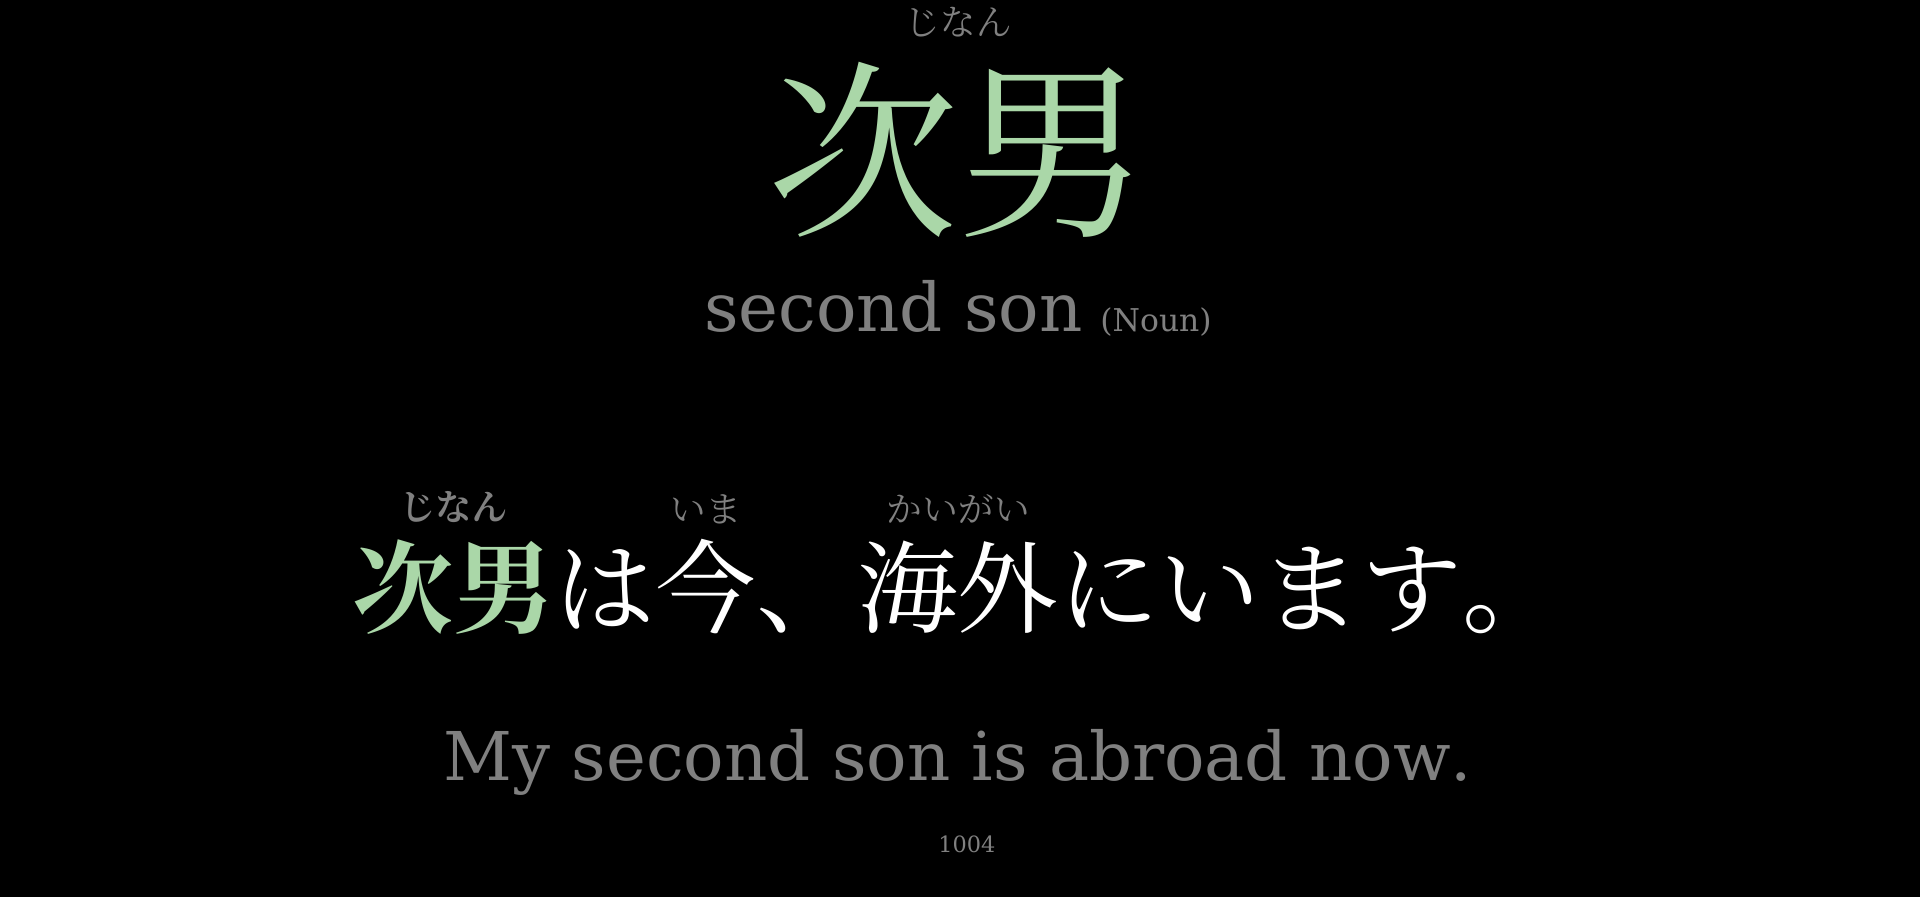 じなん
次男
second son (Noun)
じなん いま かいがい
次男は今、海外にいます。
My second son is abroad now.
1004